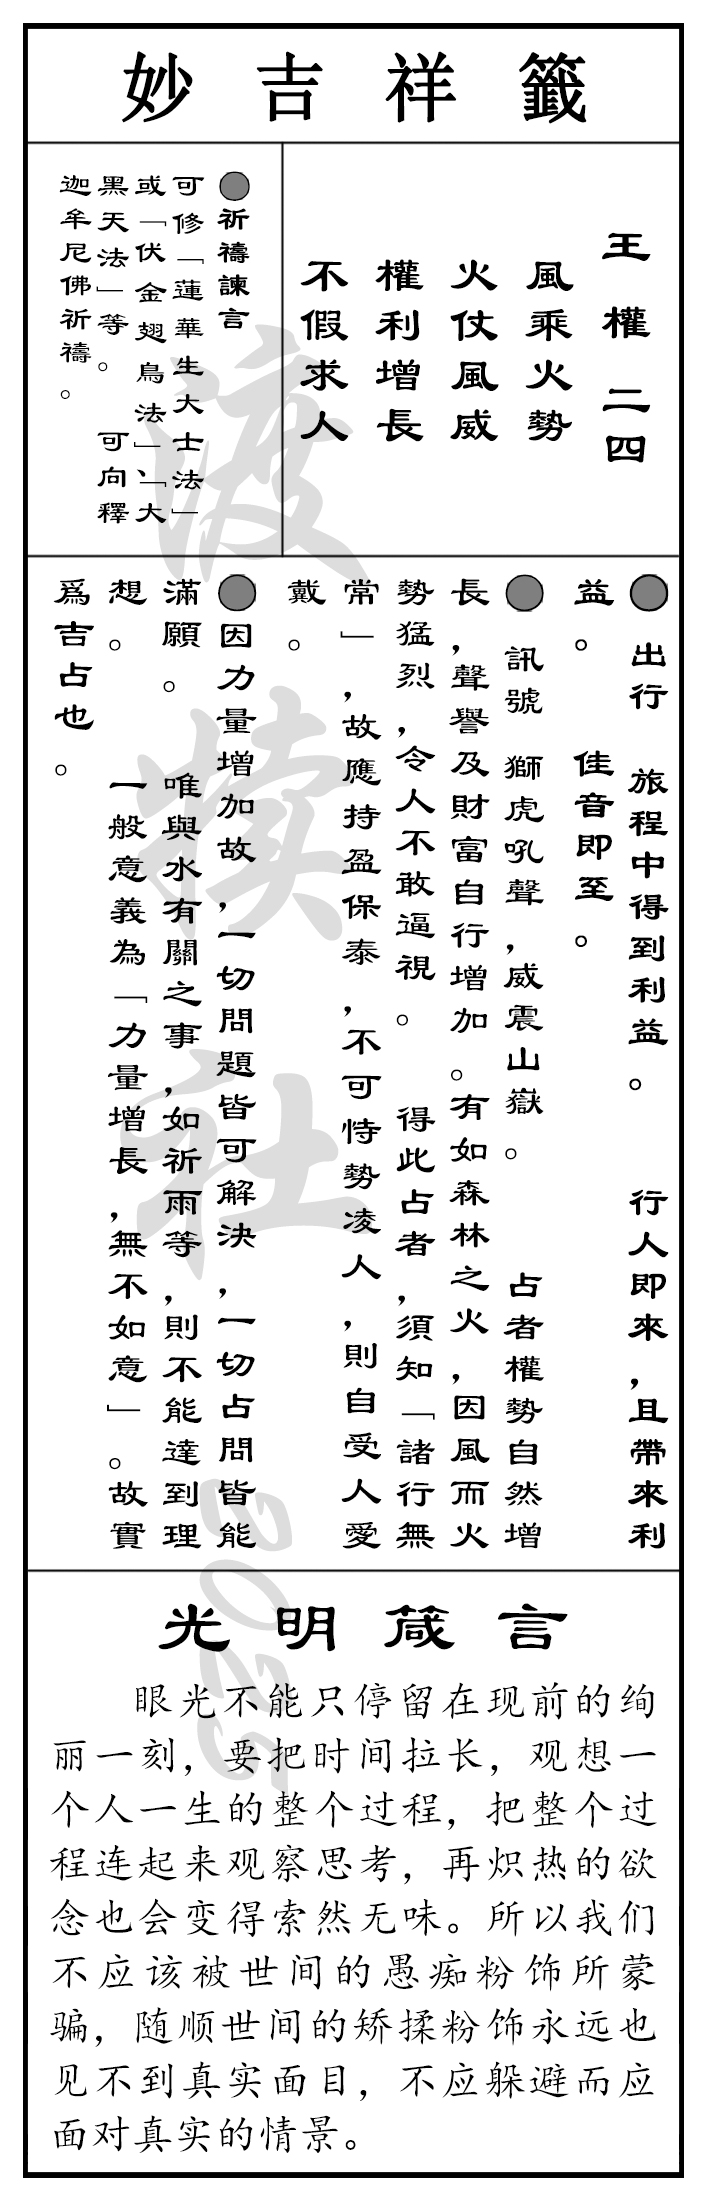 妙吉祥籤
王權 二四
風乘火勢
火仗風威
權利增長
不假求人
●祈禱諫言
可修「蓮華生大士法」
或「伏金翅鳥法」、「大
黑天法」等。 可向釋
迦牟尼佛祈禱。
● 出行 旅程中得到利益。 行人即來,且帶來利
益。 佳音即至。
● 訊號 獅虎吼聲,威震山嶽。 占者權勢自然增
長,聲譽及財富自行增加。有如森林之火,因風而火
勢猛烈,令人不敢逼視。 得此占者,須知「諸行無
常」,故應持盈保泰,不可恃勢凌人,則自受人愛
戴。
●因力量增加故,一切問題皆可解決,一切占問皆能
滿願。 唯與水有關之事,如祈雨等,則不能達到理
想。 一般意義為「力量增長,無不如意」。故實
爲吉占也。
光明箴言
眼光不能只停留在现前的绚
丽一刻，要把时间拉长，观想一
个人一生的整个过程，把整个过
程连起来观察思考，再炽热的欲
念也会变得索然无味。所以我们
不应该被世间的愚痴粉饰所蒙
骗，随顺世间的矫揉粉饰永远也
见不到真实面目，不应躲避而应
面对真实的情景。
渡犊社2025